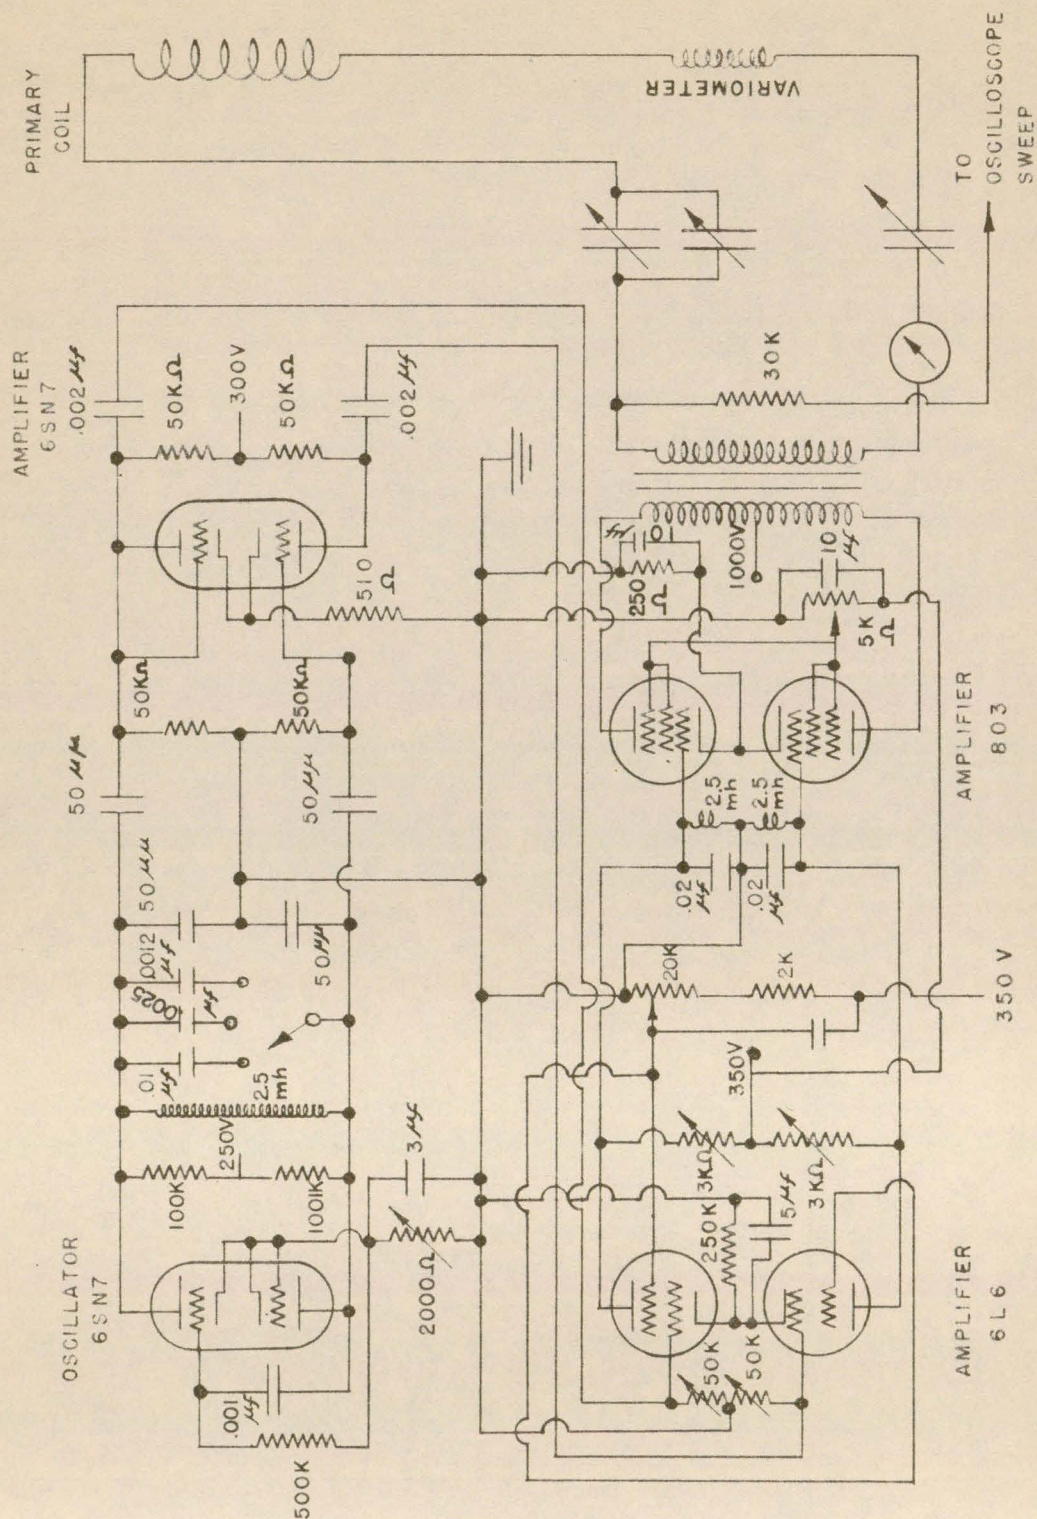 PRIMARY
COIL
VARIOMETER
TO
OSCILLOSCOPE
SWEEP
AMPLIFIER
6SN7
.002 μf
50KΩ
300V
50KΩ
.002 μf
30K
510
Ω
50KΩ
50KΩ
50 μμ
50 μμ
50 μμ
50 μμ
.0012
μf
.0025
μf
.01
μf
2.5
mh
250V
100K
100K
3 μf
2000Ω
OSCILLATOR
6SN7
.001
μf
500K
.01
μf
250
Ω
1000V
10
μf
5K
Ω
AMPLIFIER
803
2.5
mh
2.5
mh
.02
μf
.02
μf
20K
2K
350V
350V
3KΩ
3KΩ
250K
5μf
50K
50K
AMPLIFIER
6L6